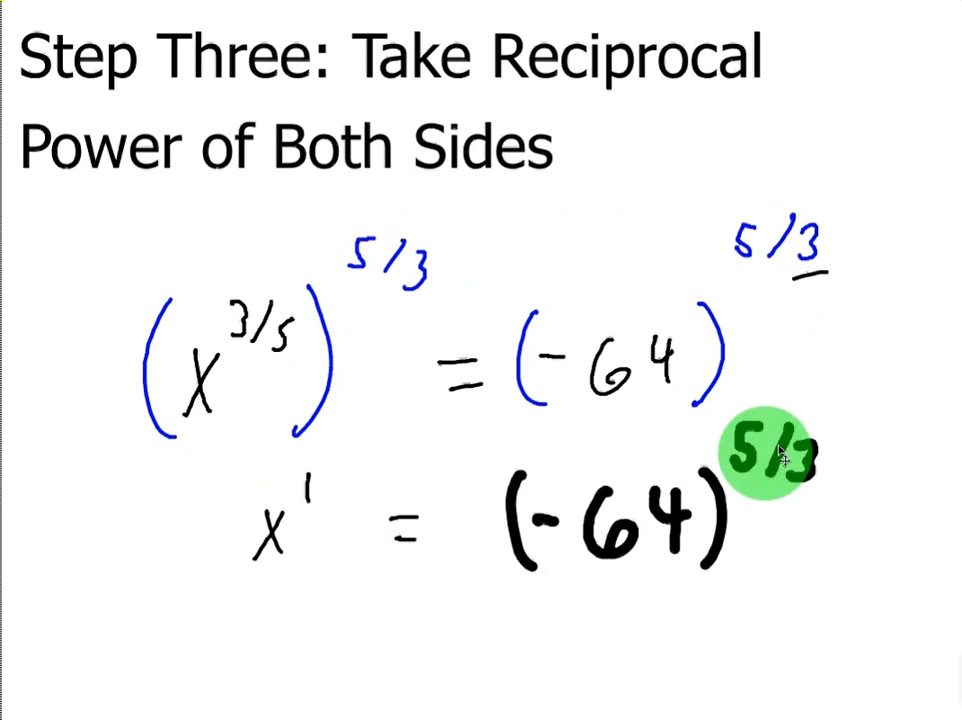 Step Three: Take Reciprocal
Power of Both Sides
(x^{3/5})^{5/3} = (-64)^{5/3}
x^1 = (-64)^{5/3}